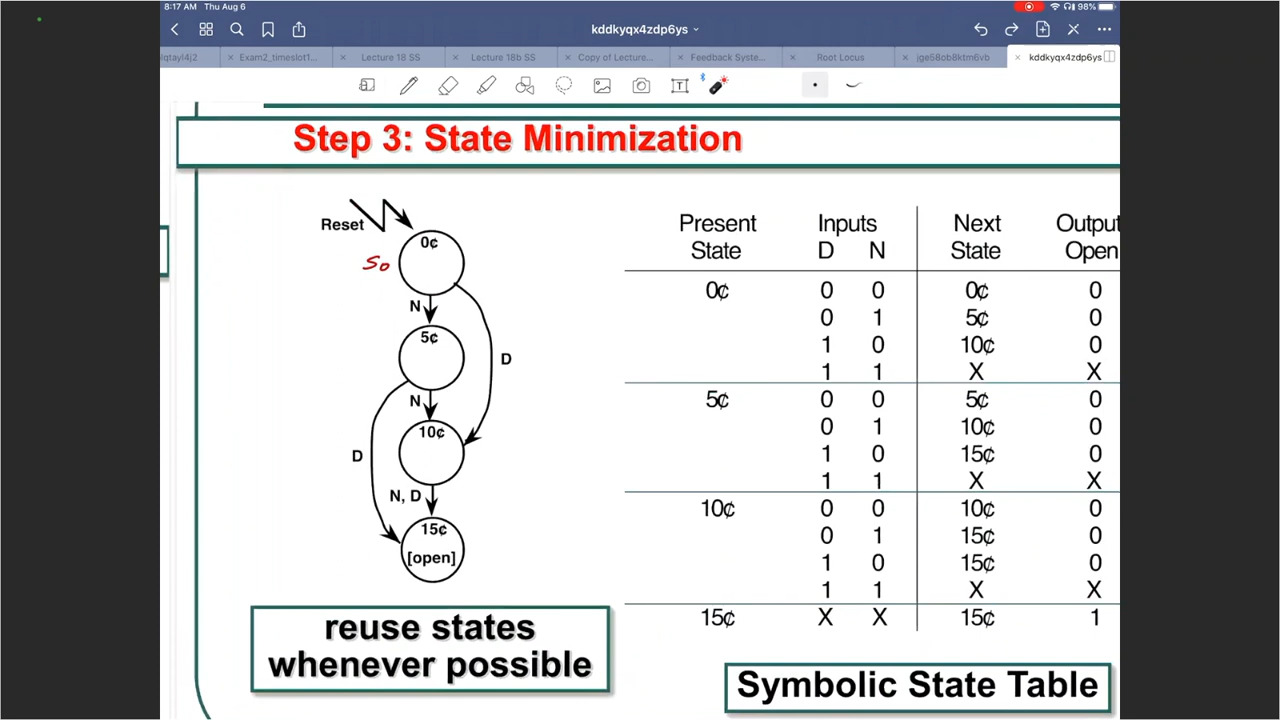 8:17 AM Thu Aug 6
98%
kddkyqx4zdp6ys
lqtayl4j2
Exam2_timeslot1...
Lecture 18 SS
Lecture 18b SS
Copy of Lecture...
Feedback Syste...
Root Locus
jge58ob8ktm6vb
kddkyqx4zdp6ys
Step 3: State Minimization
Reset
0¢
So
N
5¢
D
N
10¢
D
N, D
15¢
[open]
reuse states
whenever possible
Present Inputs Next Output
State D N State Open
0¢ 0 0 0¢ 0
0 1 5¢ 0
1 0 10¢ 0
1 1 X X
5¢ 0 0 5¢ 0
0 1 10¢ 0
1 0 15¢ 0
1 1 X X
10¢ 0 0 10¢ 0
0 1 15¢ 0
1 0 15¢ 0
1 1 X X
15¢ X X 15¢ 1
Symbolic State Table